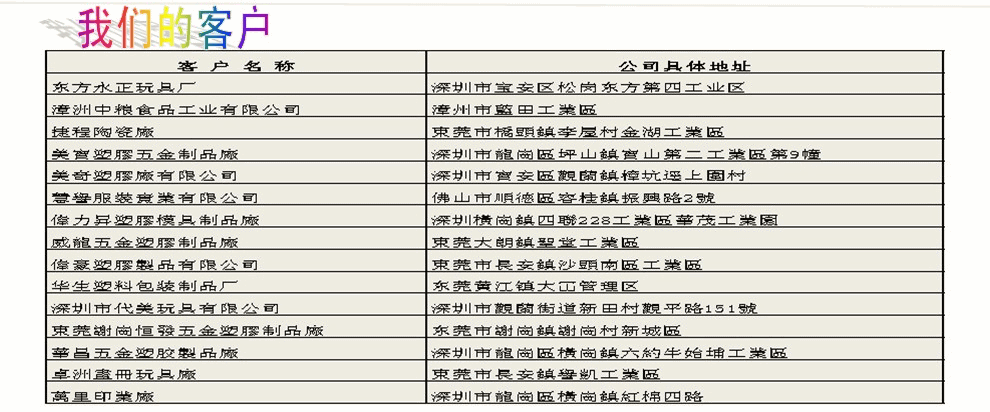 我们的客户
客户名称 公司具体地址
东方永正玩具厂 深圳市宝安区松岗东方第四工业区
漳洲中粮食品工业有限公司 漳州市藍田工業區
捷程陶瓷廠 東莞市橋頭鎮李屋村金湖工業區
美寶塑膠五金制品廠 深圳市龍崗區坪山鎮寶山第二工業區第9幢
美奇塑膠廠有限公司 深圳市寶安區觀蘭鎮樟坑逕上圍村
慧譽服裝實業有限公司 佛山市順德區容桂鎮振興路2號
偉力昇塑膠模具制品廠 深圳橫崗鎮四聯228工業區華茂工業園
威龍五金塑膠制品廠 東莞大朗鎮聖堂工業區
偉豪塑膠製品有限公司 東莞市長安鎮沙頭南區工業區
华生塑料包装制品厂 东莞黄江镇大冚管理区
深圳市代美玩具有限公司 深圳市觀蘭街道新田村觀平路151號
東莞謝崗恒發五金塑膠制品廠 东莞市謝崗鎮謝崗村新城區
華昌五金塑胶製品廠 深圳市龍崗區橫崗鎮六約牛始埔工業區
卓洲畫冊玩具廠 東莞市長安鎮譽凱工業區
萬里印業廠 深圳市龍崗區橫崗鎮紅棉四路